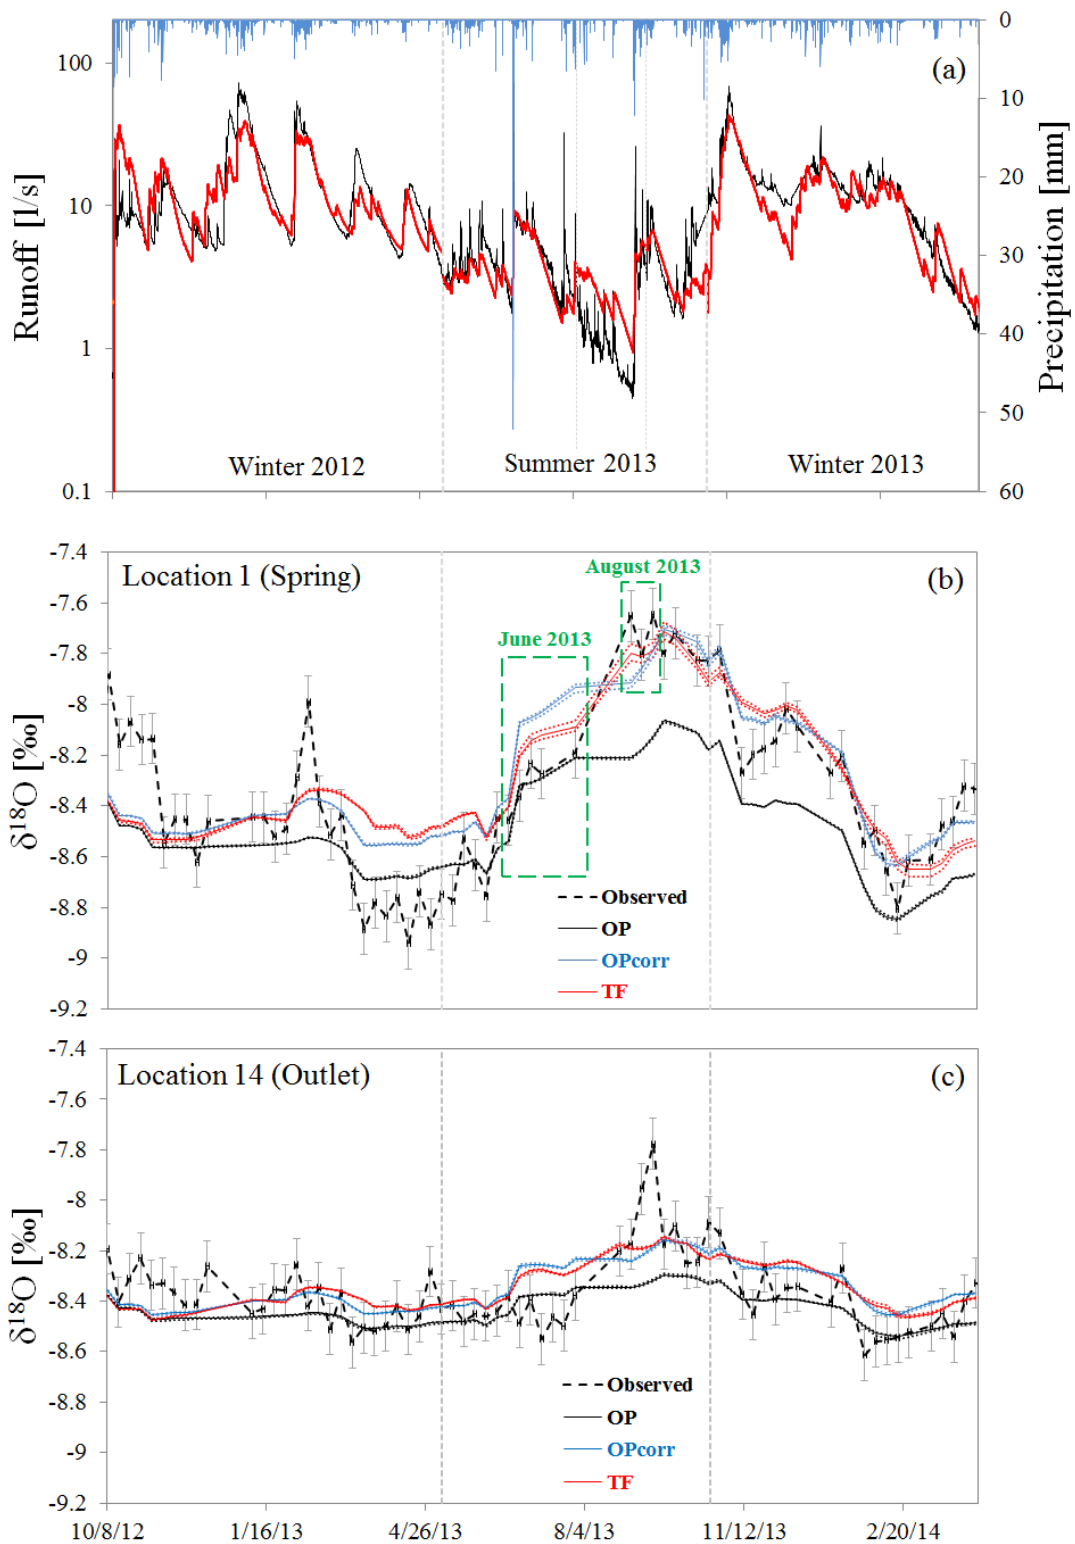 0
100
(a)
10
10
20
30
1
40
50
Winter 2012
Summer 2013
Winter 2013
0.1
60
Runoff [l/s]
Precipitation [mm]
-7.4
Location 1 (Spring)
August 2013
(b)
-7.6
June 2013
-7.8
-8
-8.2
-8.4
-8.6
-8.8
-9
-9.2
δ18O [‰]
Observed
OP
OPcorr
TF
-7.4
Location 14 (Outlet)
(c)
-7.6
-7.8
-8
-8.2
-8.4
-8.6
-8.8
-9
-9.2
δ18O [‰]
Observed
OP
OPcorr
TF
10/8/12
1/16/13
4/26/13
8/4/13
11/12/13
2/20/14